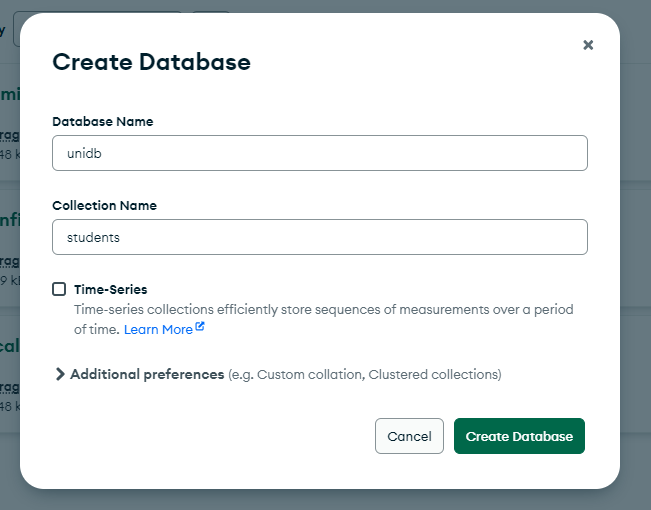 Create Database
Database Name
unidb
Collection Name
students
Time-Series
Time-series collections efficiently store sequences of measurements over a period
of time. Learn More
Additional preferences (e.g. Custom collation, Clustered collections)
Cancel
Create Database